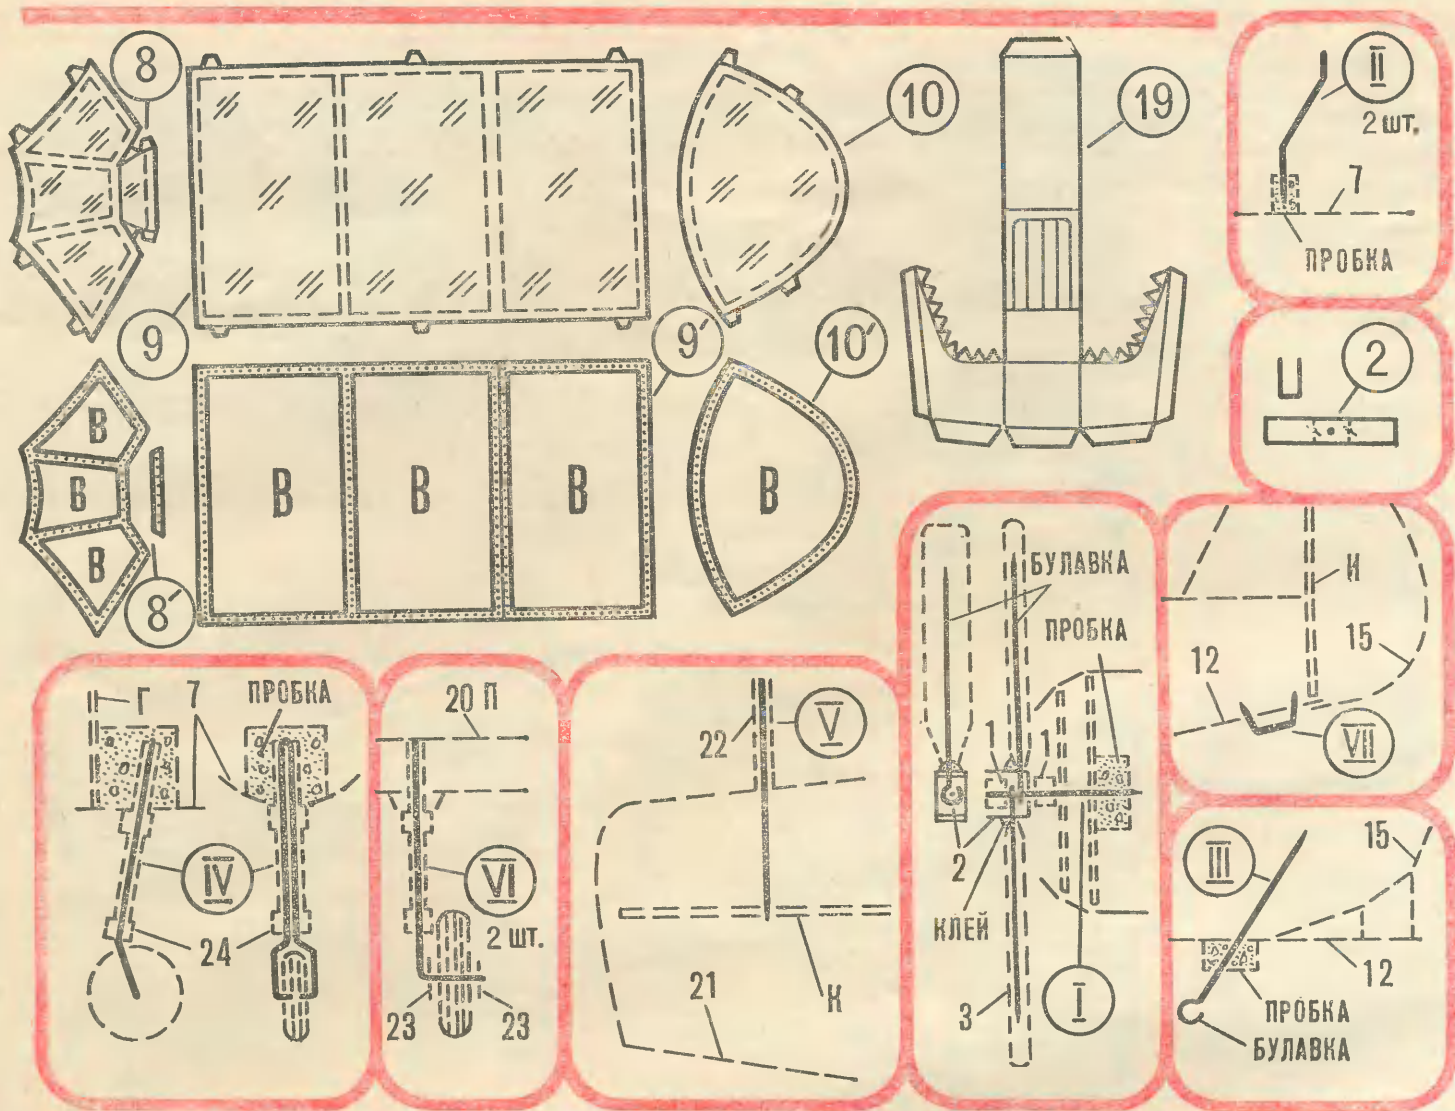 8
10
19
II
2 шт.
7
ПРОБКА
9
9′
10′
2
В
В
В
В
В
В
В
8′
БУЛАВКА
ПРОБКА
1
1
2
КЛЕЙ
3
I
И
15
12
VII
Г
7
ПРОБКА
IV
24
20 П
VI
2 шт.
23
23
22
V
К
21
III
15
12
ПРОБКА
БУЛАВКА